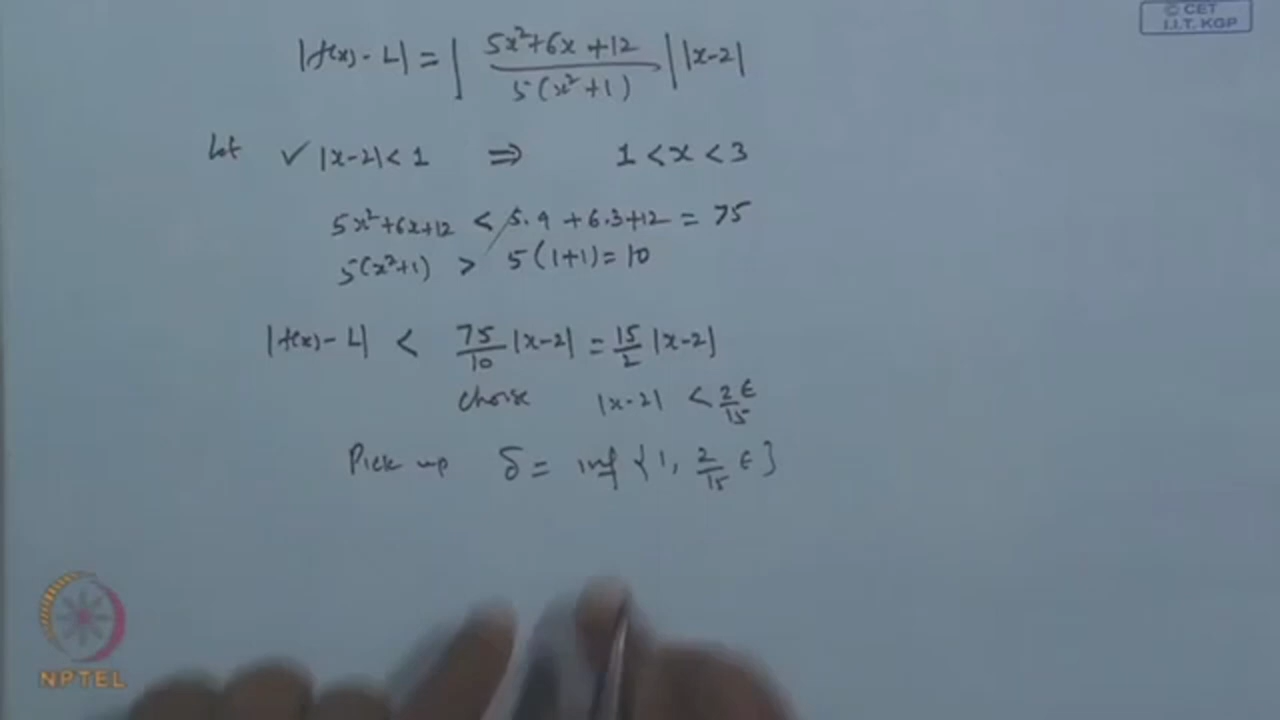 © CET
I.I.T. KGP
|f(x) - L| = | (5x²+6x+12)/(5(x²+1)) | |x-2|
Let ✓ |x-2| < 1 ⇒ 1 < x < 3
5x²+6x+12 < 5.9 + 6.3+12 = 75
5(x²+1) > 5(1+1) = 10
|f(x) - L| < 75/10 |x-2| = 15/2 |x-2|
choise |x-2| < 2/15 ε
Pick up δ = inf {1, 2/15 ε}
NPTEL